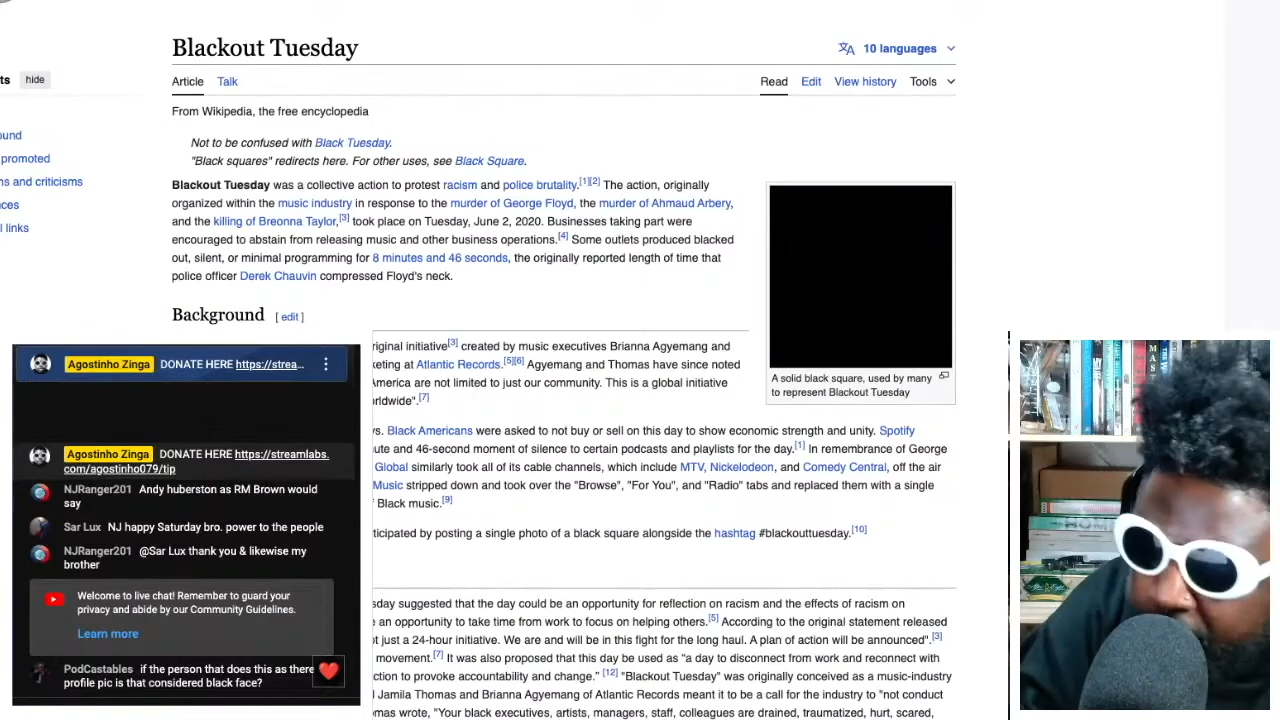 Blackout Tuesday
10 languages
ts hide
Article Talk
Read Edit View history Tools
From Wikipedia, the free encyclopedia
ound
Not to be confused with Black Tuesday.
promoted
"Black squares" redirects here. For other uses, see Black Square.
ns and criticisms
nces
l links
Blackout Tuesday was a collective action to protest racism and police brutality.[1][2] The action, originally
organized within the music industry in response to the murder of George Floyd, the murder of Ahmaud Arbery,
and the killing of Breonna Taylor,[3] took place on Tuesday, June 2, 2020. Businesses taking part were
encouraged to abstain from releasing music and other business operations.[4] Some outlets produced blacked
out, silent, or minimal programming for 8 minutes and 46 seconds, the originally reported length of time that
police officer Derek Chauvin compressed Floyd's neck.
A solid black square, used by many
to represent Blackout Tuesday
Background [ edit ]
riginal initiative[3] created by music executives Brianna Agyemang and
keting at Atlantic Records.[5][6] Agyemang and Thomas have since noted
America are not limited to just our community. This is a global initiative
orldwide".[7]
s. Black Americans were asked to not buy or sell on this day to show economic strength and unity. Spotify
ute and 46-second moment of silence to certain podcasts and playlists for the day.[1] In remembrance of George
Global similarly took all of its cable channels, which include MTV, Nickelodeon, and Comedy Central, off the air
Music stripped down and took over the "Browse", "For You", and "Radio" tabs and replaced them with a single
f Black music.[9]
ticipated by posting a single photo of a black square alongside the hashtag #blackouttuesday.[10]
sday suggested that the day could be an opportunity for reflection on racism and the effects of racism on
e an opportunity to take time from work to focus on helping others.[5] According to the original statement released
t just a 24-hour initiative. We are and will be in this fight for the long haul. A plan of action will be announced".[3]
movement.[7] It was also proposed that this day be used as "a day to disconnect from work and reconnect with
ction to provoke accountability and change."[12] "Blackout Tuesday" was originally conceived as a music-industry
Jamila Thomas and Brianna Agyemang of Atlantic Records meant it to be a call for the industry to "not conduct
omas wrote, "Your black executives, artists, managers, staff, colleagues are drained, traumatized, hurt, scared,
Agostinho Zinga DONATE HERE https://strea...
Agostinho Zinga DONATE HERE https://streamlabs.
com/agostinho079/tip
NJRanger201 Andy huberston as RM Brown would
say
Sar Lux NJ happy Saturday bro. power to the people
NJRanger201 @Sar Lux thank you & likewise my
brother
Welcome to live chat! Remember to guard your
privacy and abide by our Community Guidelines.
Learn more
PodCastables if the person that does this as there
profile pic is that considered black face?